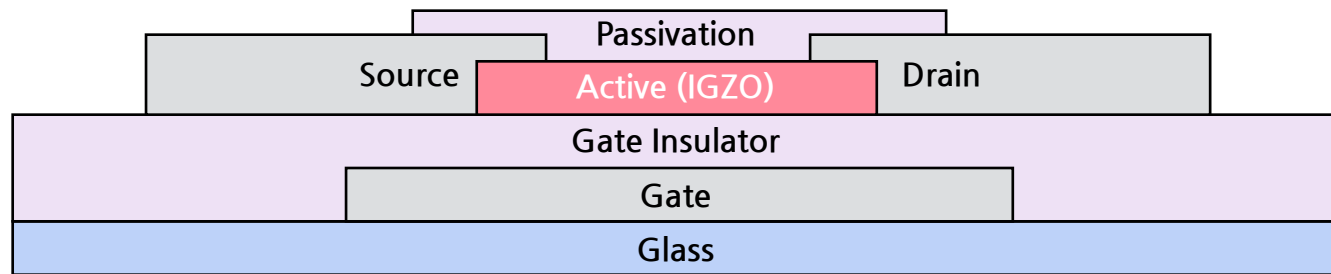 Passivation
Source
Active (IGZO)
Drain
Gate Insulator
Gate
Glass